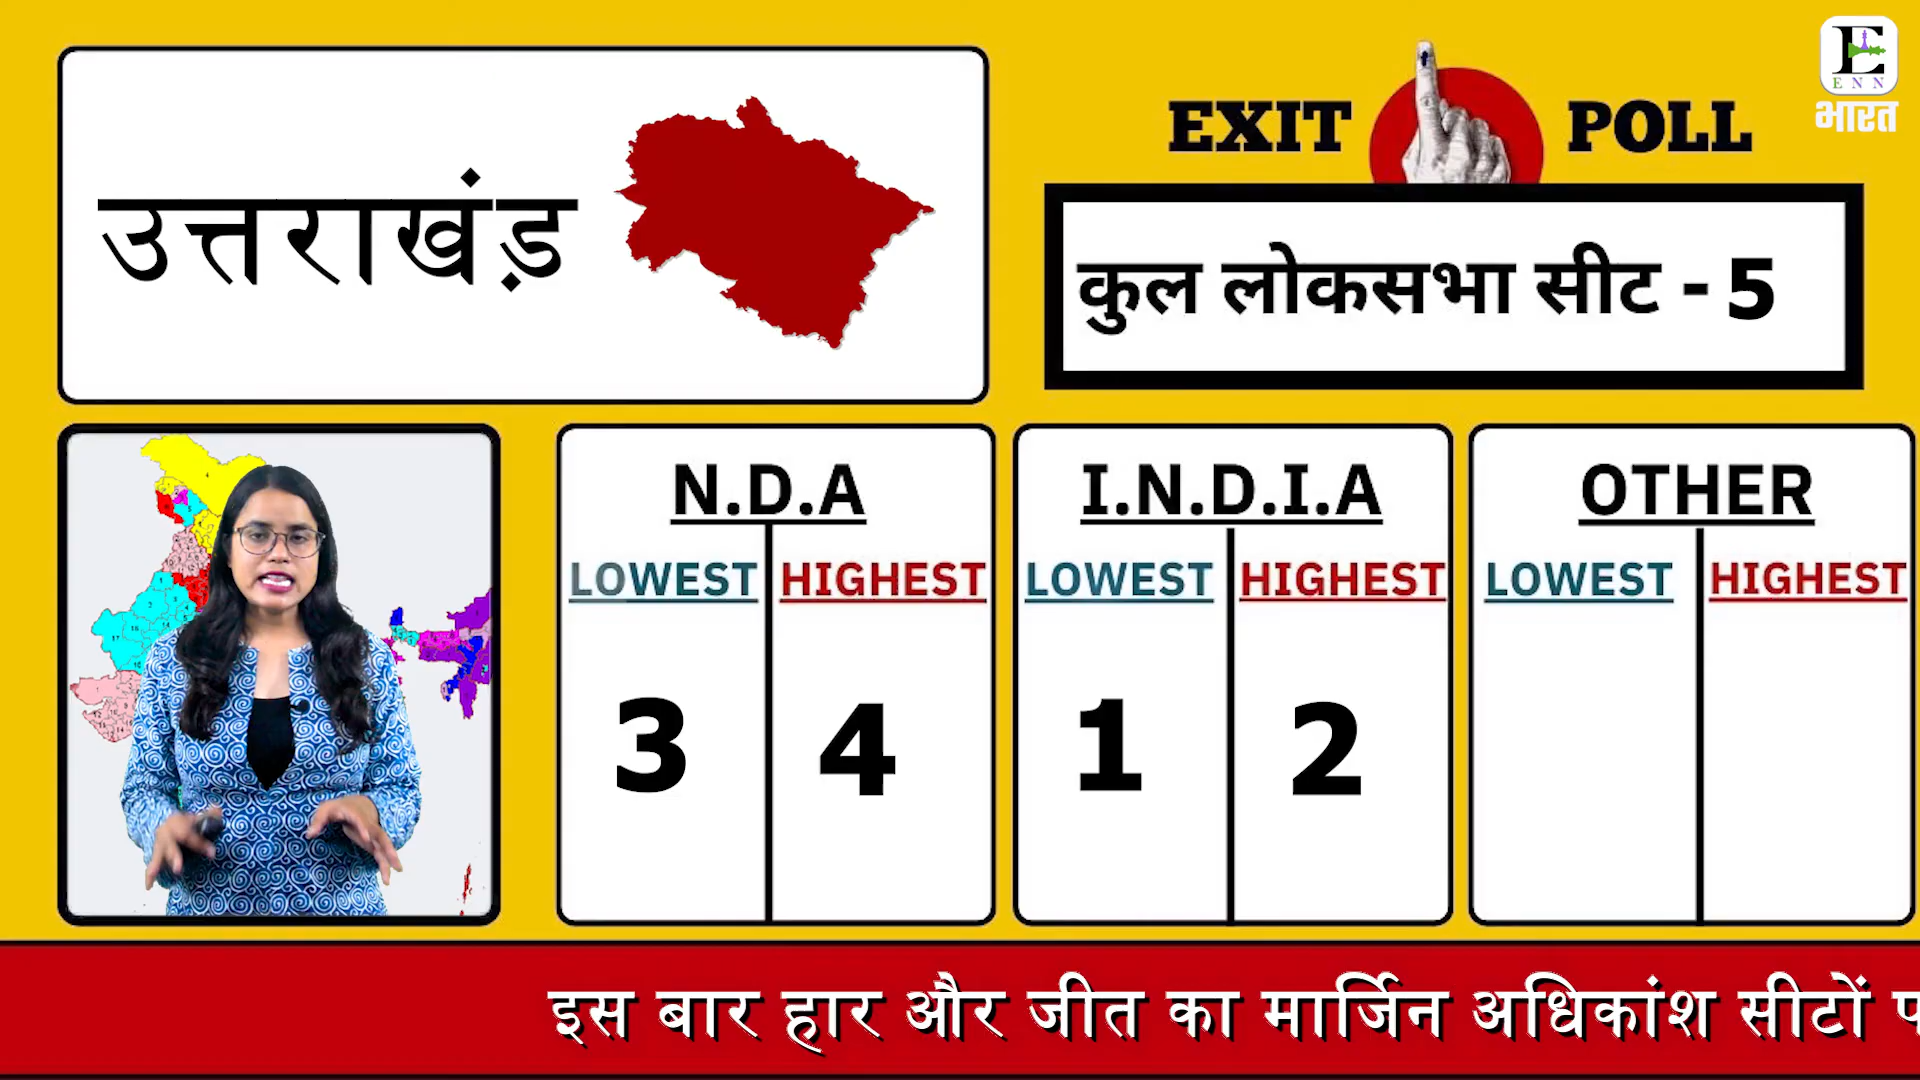 उत्तराखंड़
EXIT POLL
E N N
भारत
कुल लोकसभा सीट - 5
N.D.A
LOWEST HIGHEST
3 4
I.N.D.I.A
LOWEST HIGHEST
1 2
OTHER
LOWEST HIGHEST
इस बार हार और जीत का मार्जिन अधिकांश सीटों